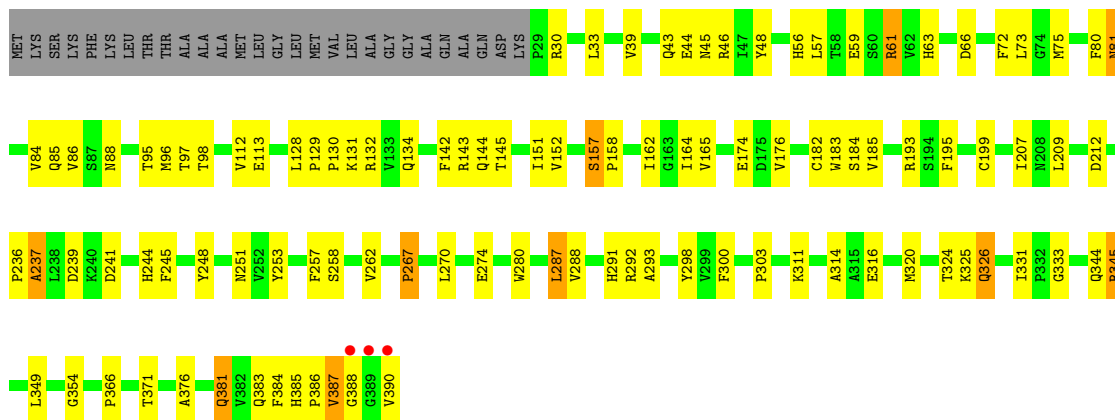 MET LYS SER LYS PHE LYS LEU THR THR ALA ALA ALA MET LEU GLY LEU MET VAL LEU ALA GLY GLY ALA GLN ALA GLN ASP LYS P29 R30 L33 V39 Q43 E44 N45 R46 I47 Y48 H56 L57 T58 E59 S60 R61 V62 H63 D66 F72 L73 G74 M75 F80 N81
V84 Q85 V86 S87 N88 T95 M96 T97 T98 V112 E113 L128 P129 P130 K131 R132 V133 Q134 F142 R143 Q144 T145 I151 V152 S157 P158 I162 G163 I164 V165 E174 D175 V176 C182 W183 S184 V185 R193 S194 F195 C199 I207 N208 L209 D212
P236 A237 L238 D239 K240 D241 H244 F245 Y248 N251 V252 Y253 F257 S258 V262 P267 L270 E274 W280 L287 V288 H291 R292 A293 Y298 V299 F300 P303 K311 A314 A315 E316 M320 T324 K325 Q326 I331 P332 G333 Q344
L349 G354 P366 T371 A376 Q381 V382 Q383 F384 H385 P386 V387 G388 G389 V390